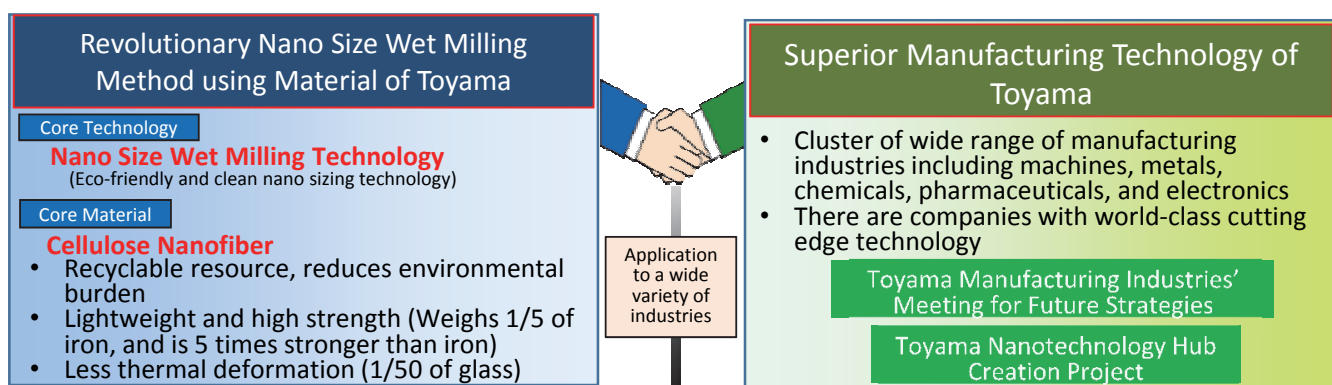 Revolutionary Nano Size Wet Milling
Method using Material of Toyama
Core Technology
Nano Size Wet Milling Technology
(Eco-friendly and clean nano sizing technology)
Core Material
Cellulose Nanofiber
• Recyclable resource, reduces environmental
burden
• Lightweight and high strength (Weighs 1/5 of
iron, and is 5 times stronger than iron)
• Less thermal deformation (1/50 of glass)
Application
to a wide
variety of
industries
Superior Manufacturing Technology of
Toyama
• Cluster of wide range of manufacturing
industries including machines, metals,
chemicals, pharmaceuticals, and electronics
• There are companies with world-class cutting
edge technology
Toyama Manufacturing Industries’
Meeting for Future Strategies
Toyama Nanotechnology Hub
Creation Project